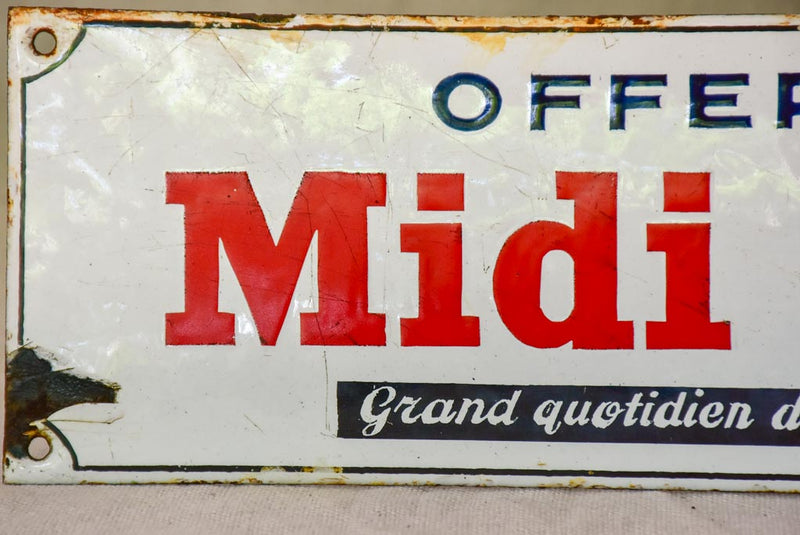 OFFER
Midi
Grand quotidien d